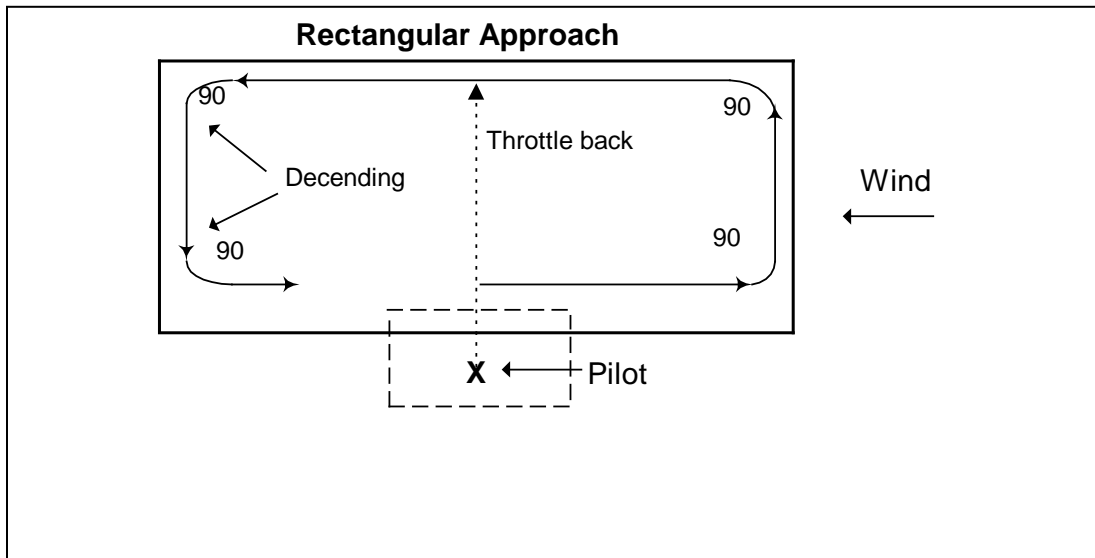 Rectangular Approach
90
90
Throttle back
Decending
Wind
90
90
X
Pilot